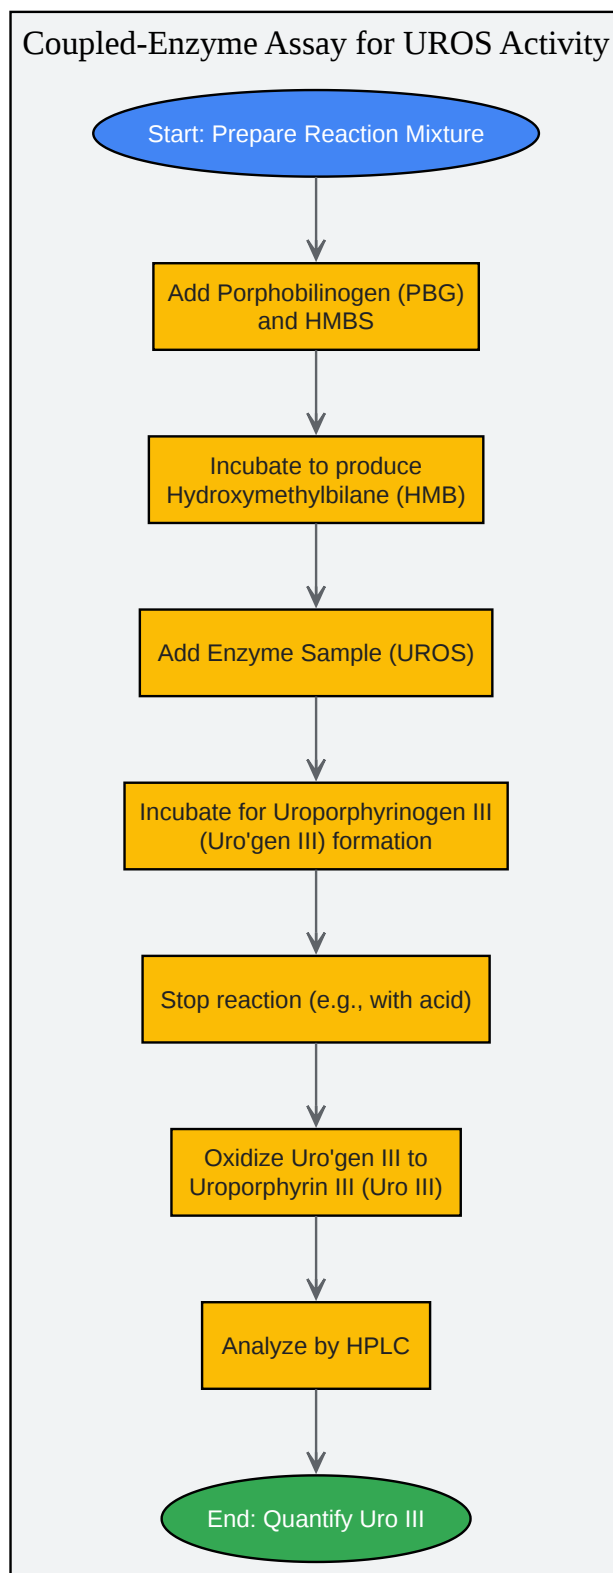 Coupled-Enzyme Assay for UROS Activity
Start: Prepare Reaction Mixture
Add Porphobilinogen (PBG)
and HMBS
Incubate to produce
Hydroxymethylbilane (HMB)
Add Enzyme Sample (UROS)
Incubate for Uroporphyrinogen III
(Uro'gen III) formation
Stop reaction (e.g., with acid)
Oxidize Uro'gen III to
Uroporphyrin III (Uro III)
Analyze by HPLC
End: Quantify Uro III